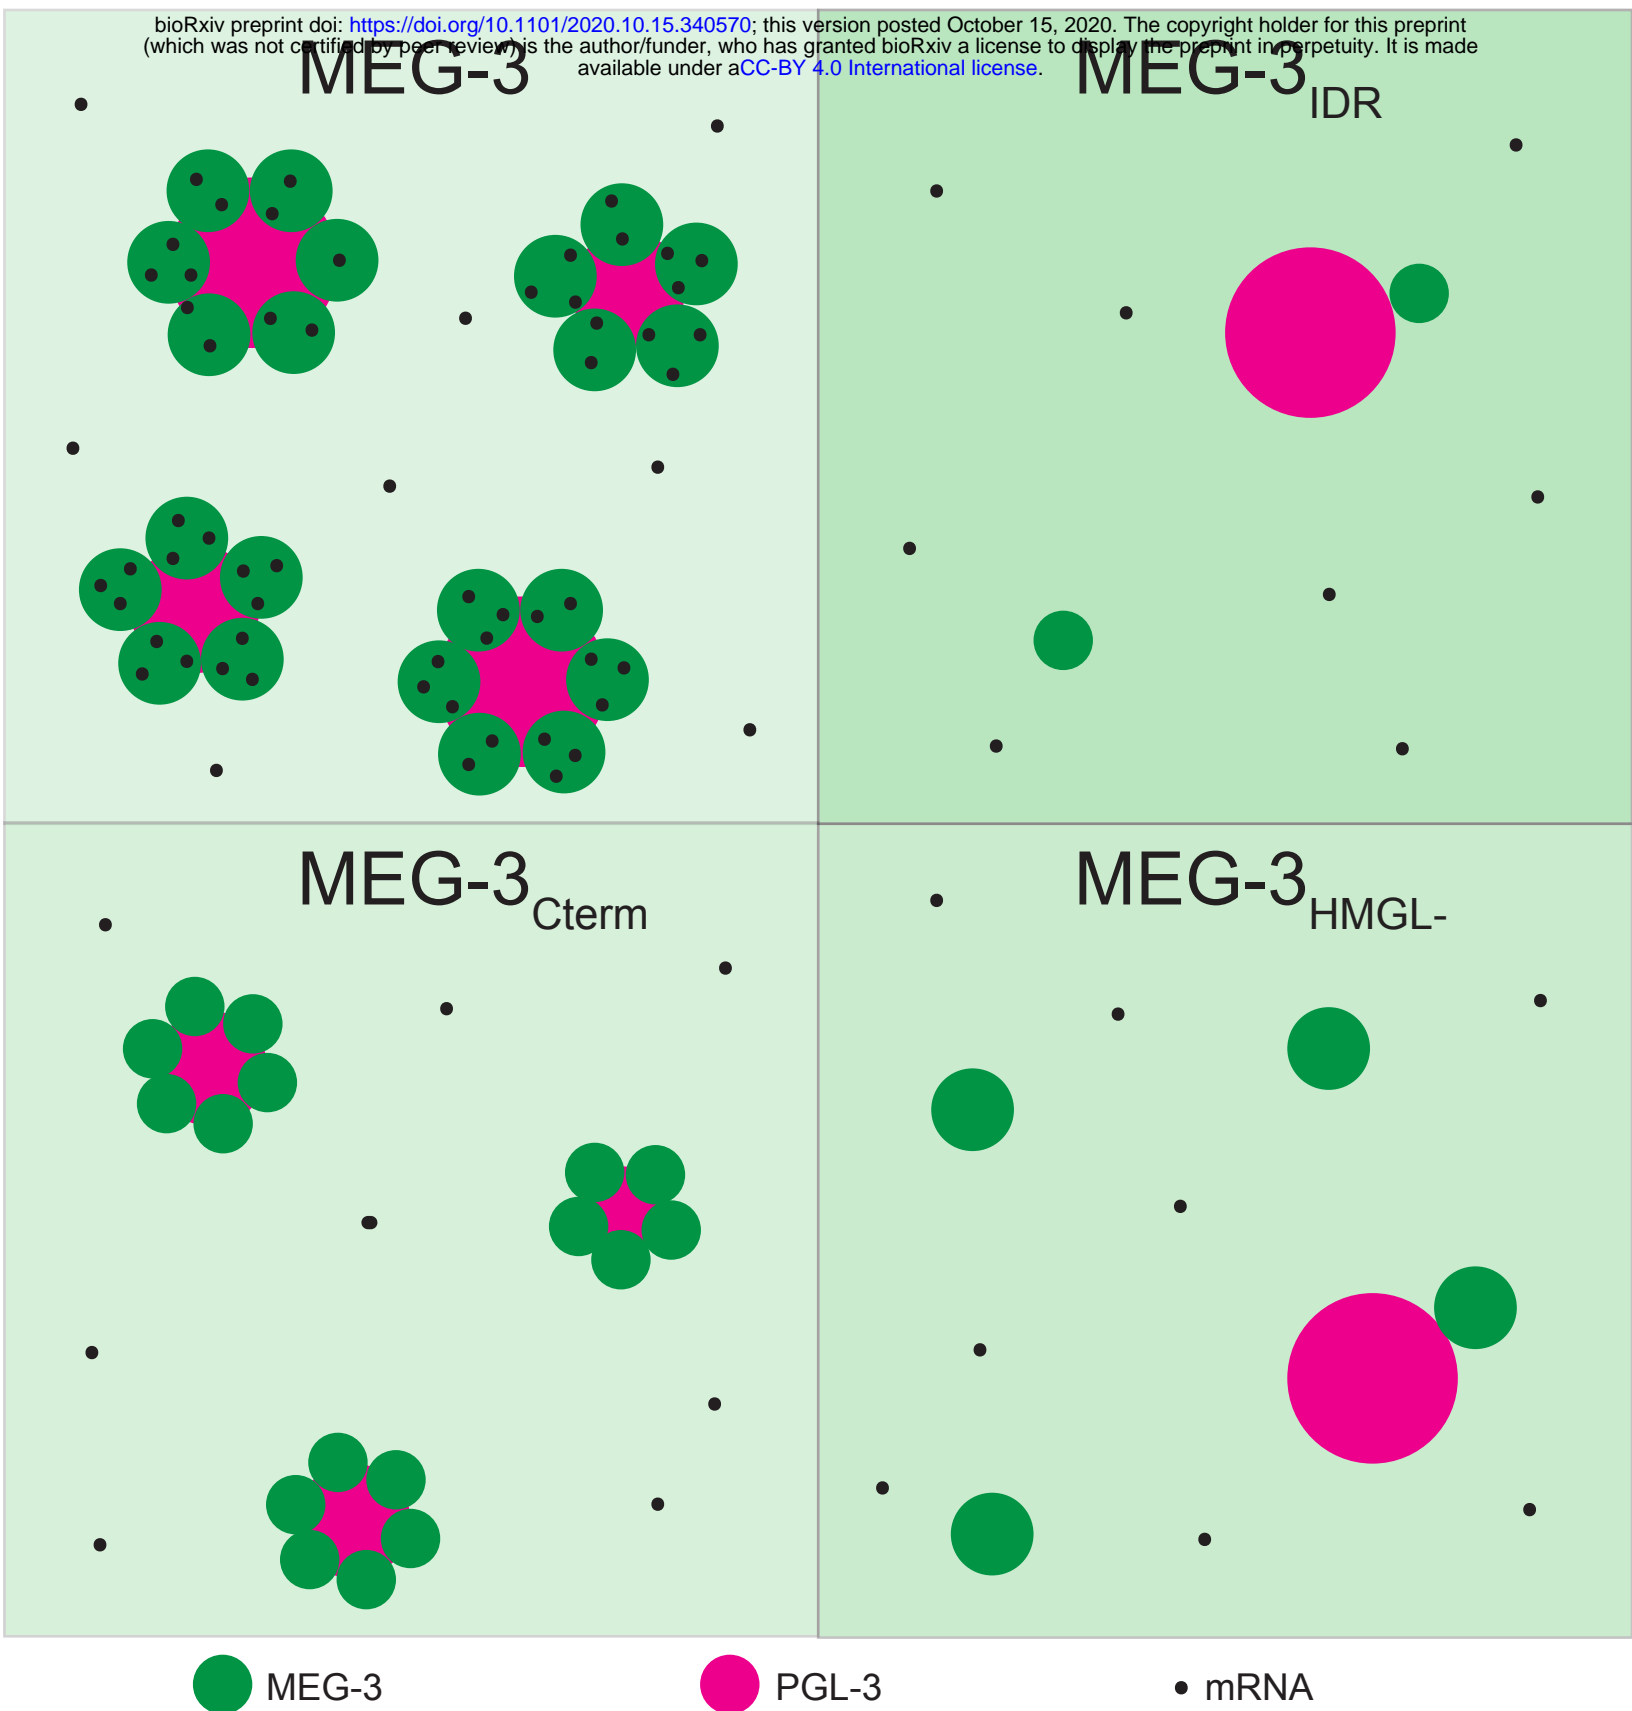 bioRxiv preprint doi: https://doi.org/10.1101/2020.10.15.340570; this version posted October 15, 2020. The copyright holder for this preprint
(which was not certified by peer review) is the author/funder, who has granted bioRxiv a license to display the preprint in perpetuity. It is made
available under aCC-BY 4.0 International license.
MEG-3
MEG-3IDR
MEG-3Cterm
MEG-3HMGL-
MEG-3
PGL-3
mRNA